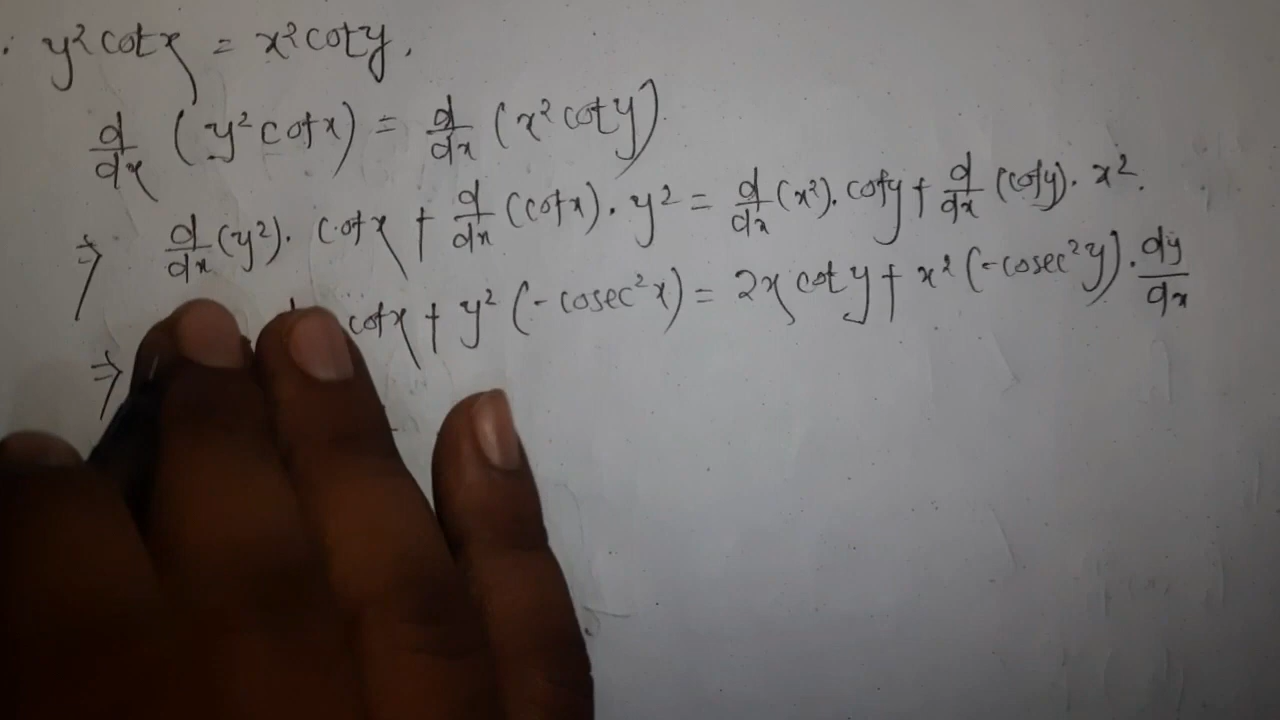 . y² cot x = x² cot y.
d/dx (y² cot x) = d/dx (x² cot y)
⇒ d/dx (y²). cot x + d/dx (cot x). y² = d/dx (x²). cot y + d/dx (cot y). x².
⇒ cot x + y² (-cosec² x) = 2x cot y + x² (-cosec² y). dy/dx